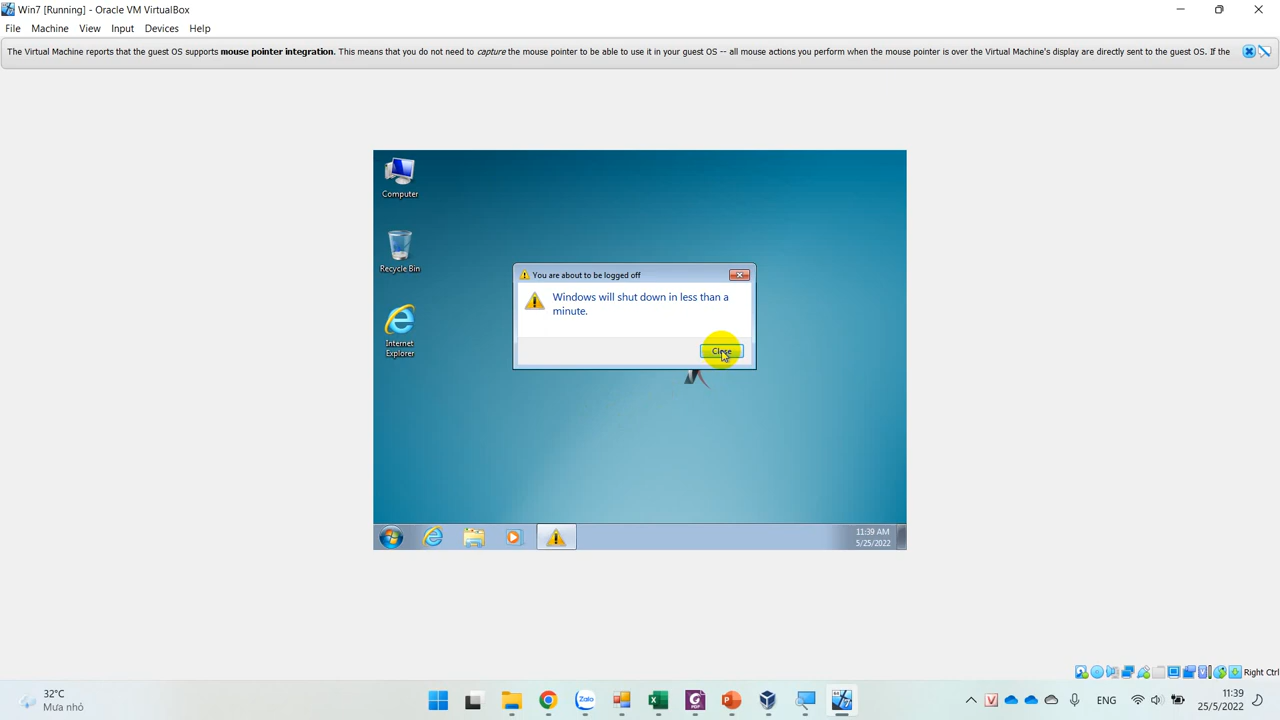 Win7 [Running] - Oracle VM VirtualBox
File Machine View Input Devices Help
The Virtual Machine reports that the guest OS supports mouse pointer integration. This means that you do not need to capture the mouse pointer to be able to use it in your guest OS -- all mouse actions you perform when the mouse pointer is over the Virtual Machine's display are directly sent to the guest OS. If the
Computer
Recycle Bin
Internet
Explorer
You are about to be logged off
Windows will shut down in less than a
minute.
Close
11:39 AM
5/25/2022
Right Ctrl
32°C
Mưa nhỏ
Zalo
PDF
V
ENG
11:39
25/5/2022